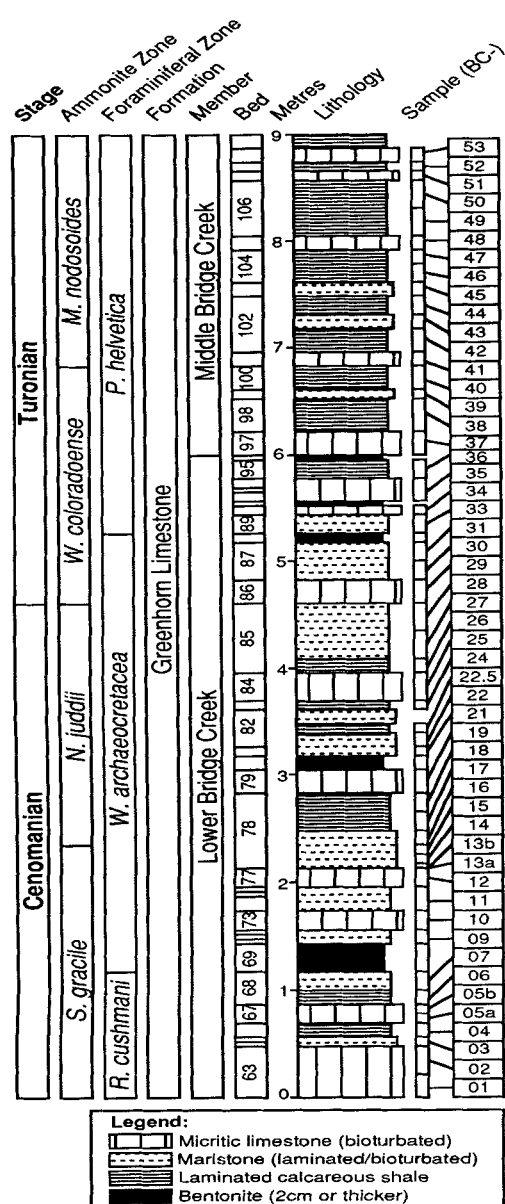 Stage
Ammonite Zone
Foraminiferal Zone
Formation
Member
Bed
Metres
Lithology
Sample (BC-)
Turonian
Cenomanian
M. nodosoides
W. coloradoense
N. juddii
S. gracile
P. helvetica
W. archaeocretacea
R. cushmani
Greenhorn Limestone
Middle Bridge Creek
Lower Bridge Creek
106
104
102
100
98
97
95
89
87
86
85
84
82
79
78
77
73
69
68
67
63
9
8
7
6
5
4
3
2
1
0
53
52
51
50
49
48
47
46
45
44
43
42
41
40
39
38
37
36
35
34
33
31
30
29
28
27
26
25
24
22.5
22
21
19
18
17
16
15
14
13b
13a
12
11
10
09
07
06
05b
05a
04
03
02
01
Legend:
Micritic limestone (bioturbated)
Marlstone (laminated/bioturbated)
Laminated calcareous shale
Bentonite (2cm or thicker)